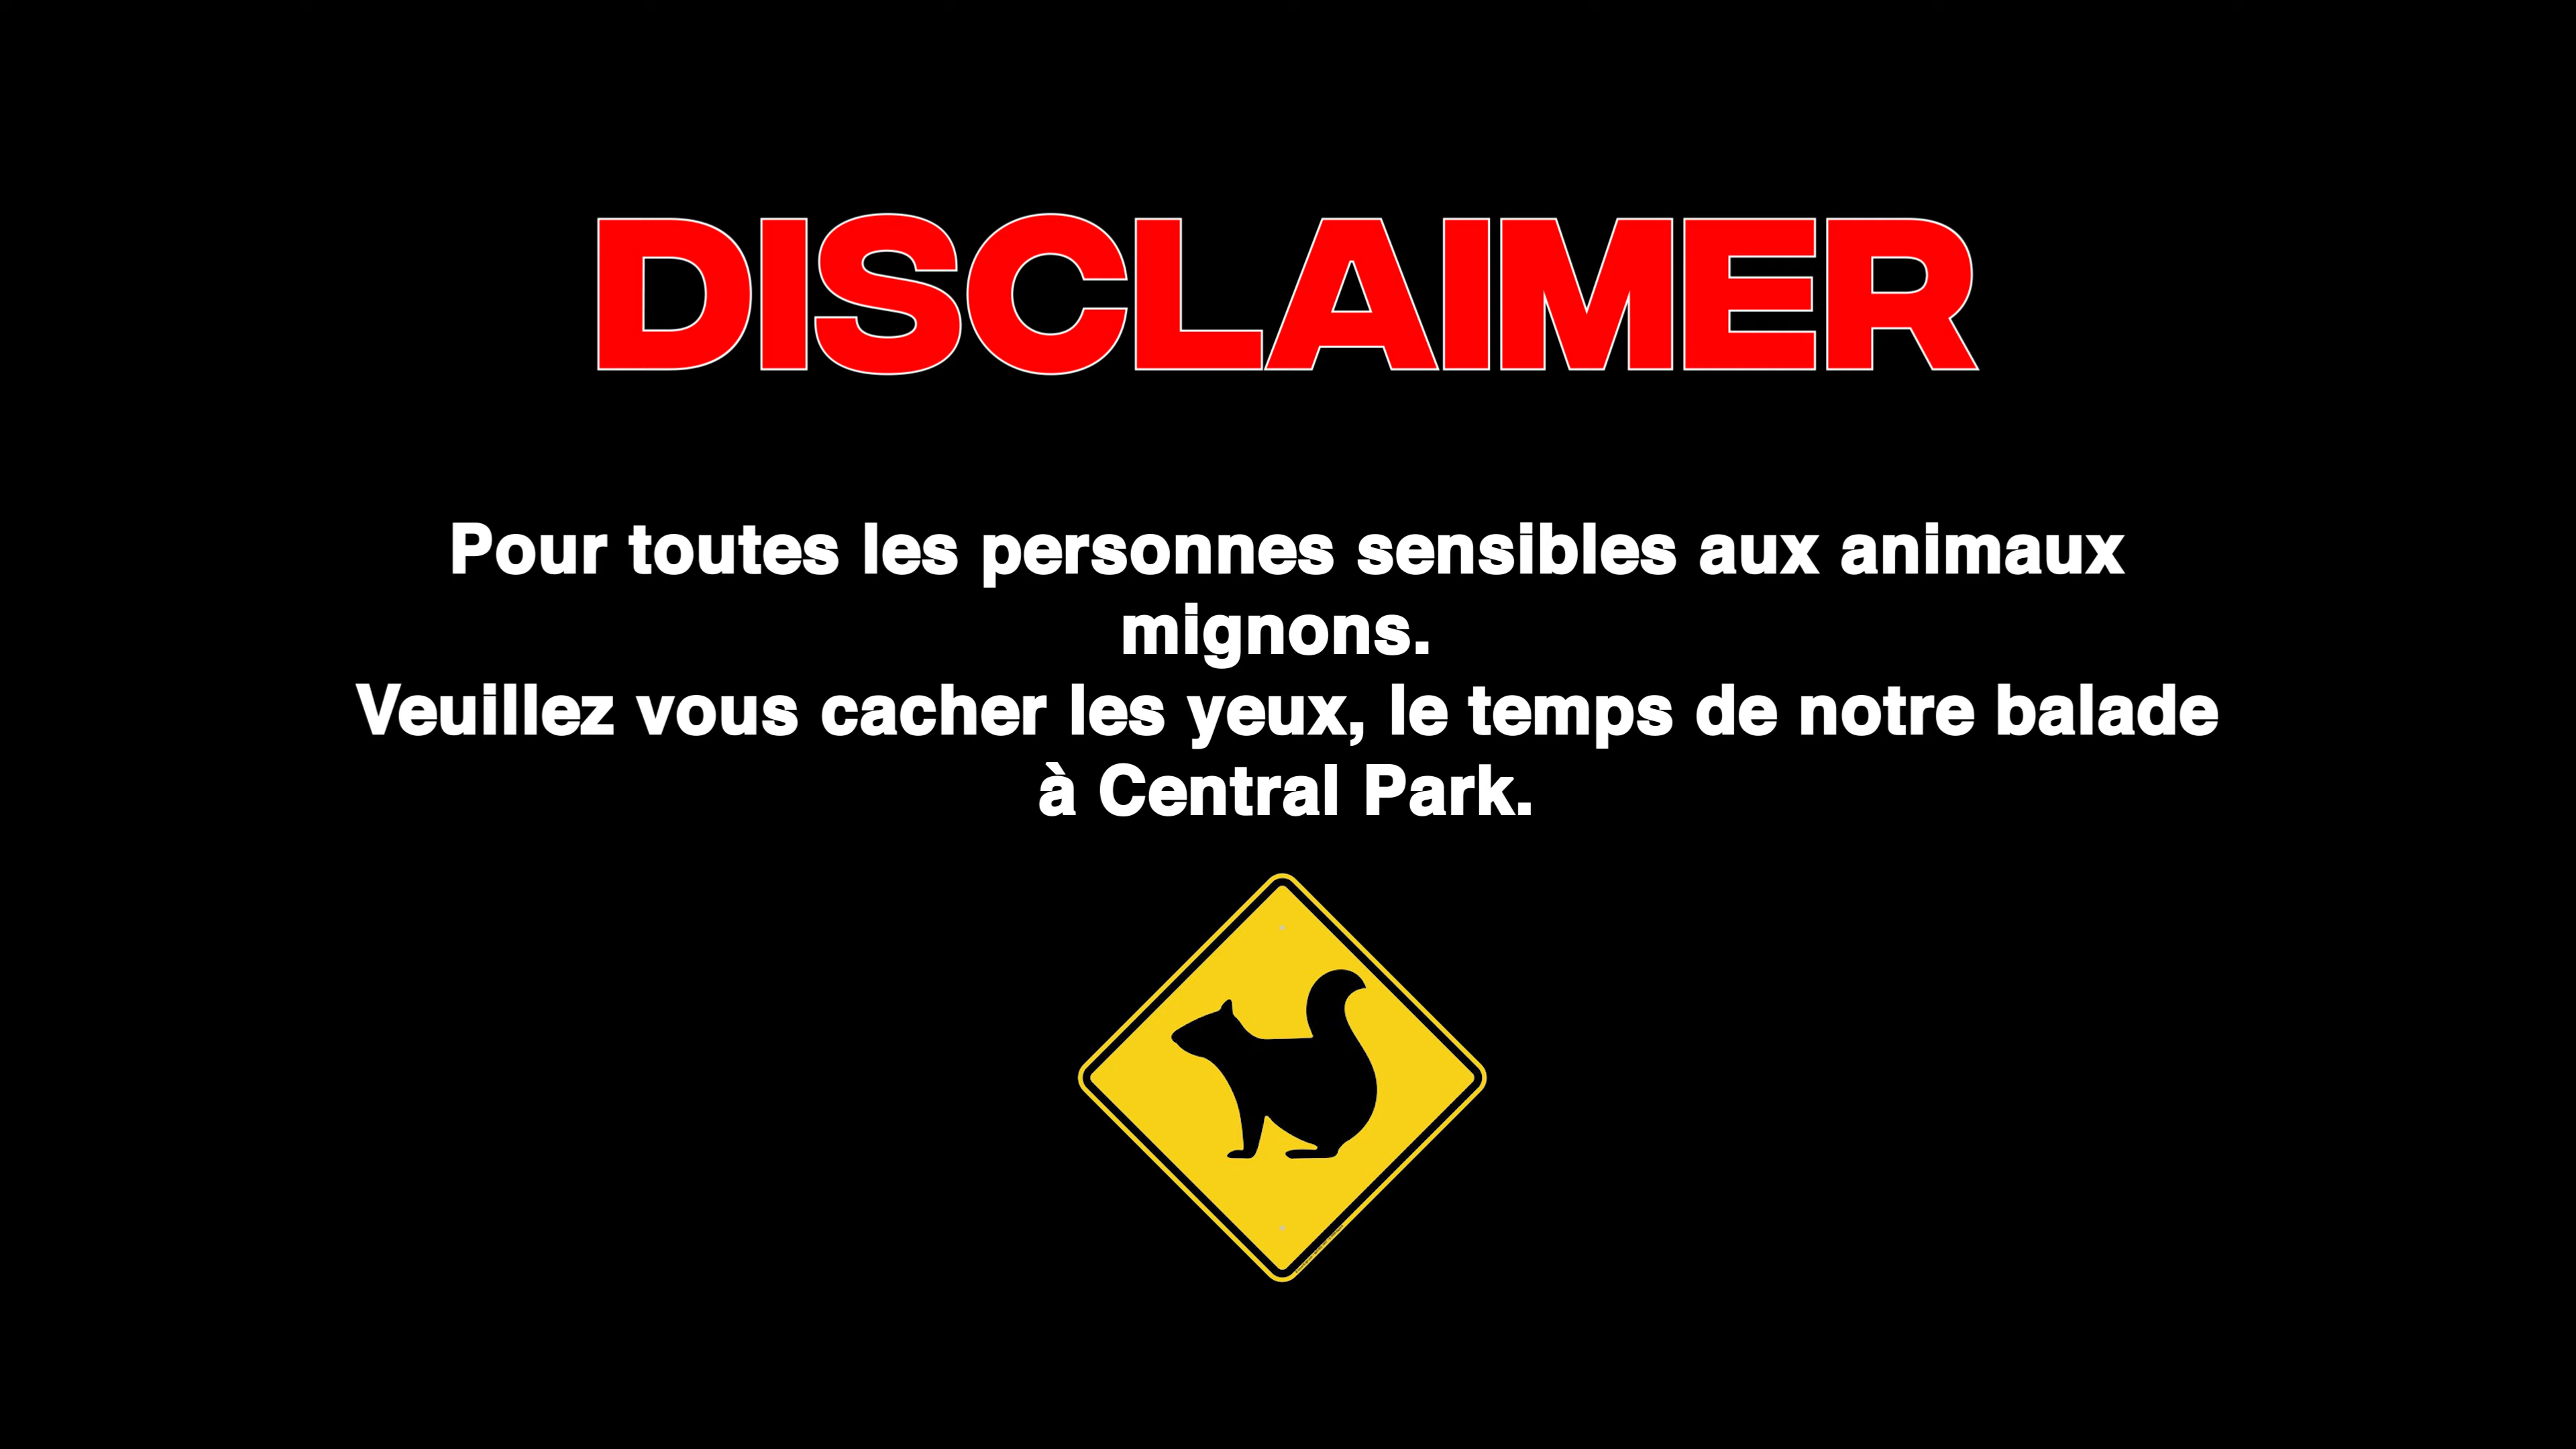 DISCLAIMER
Pour toutes les personnes sensibles aux animaux
mignons.
Veuillez vous cacher les yeux, le temps de notre balade
à Central Park.